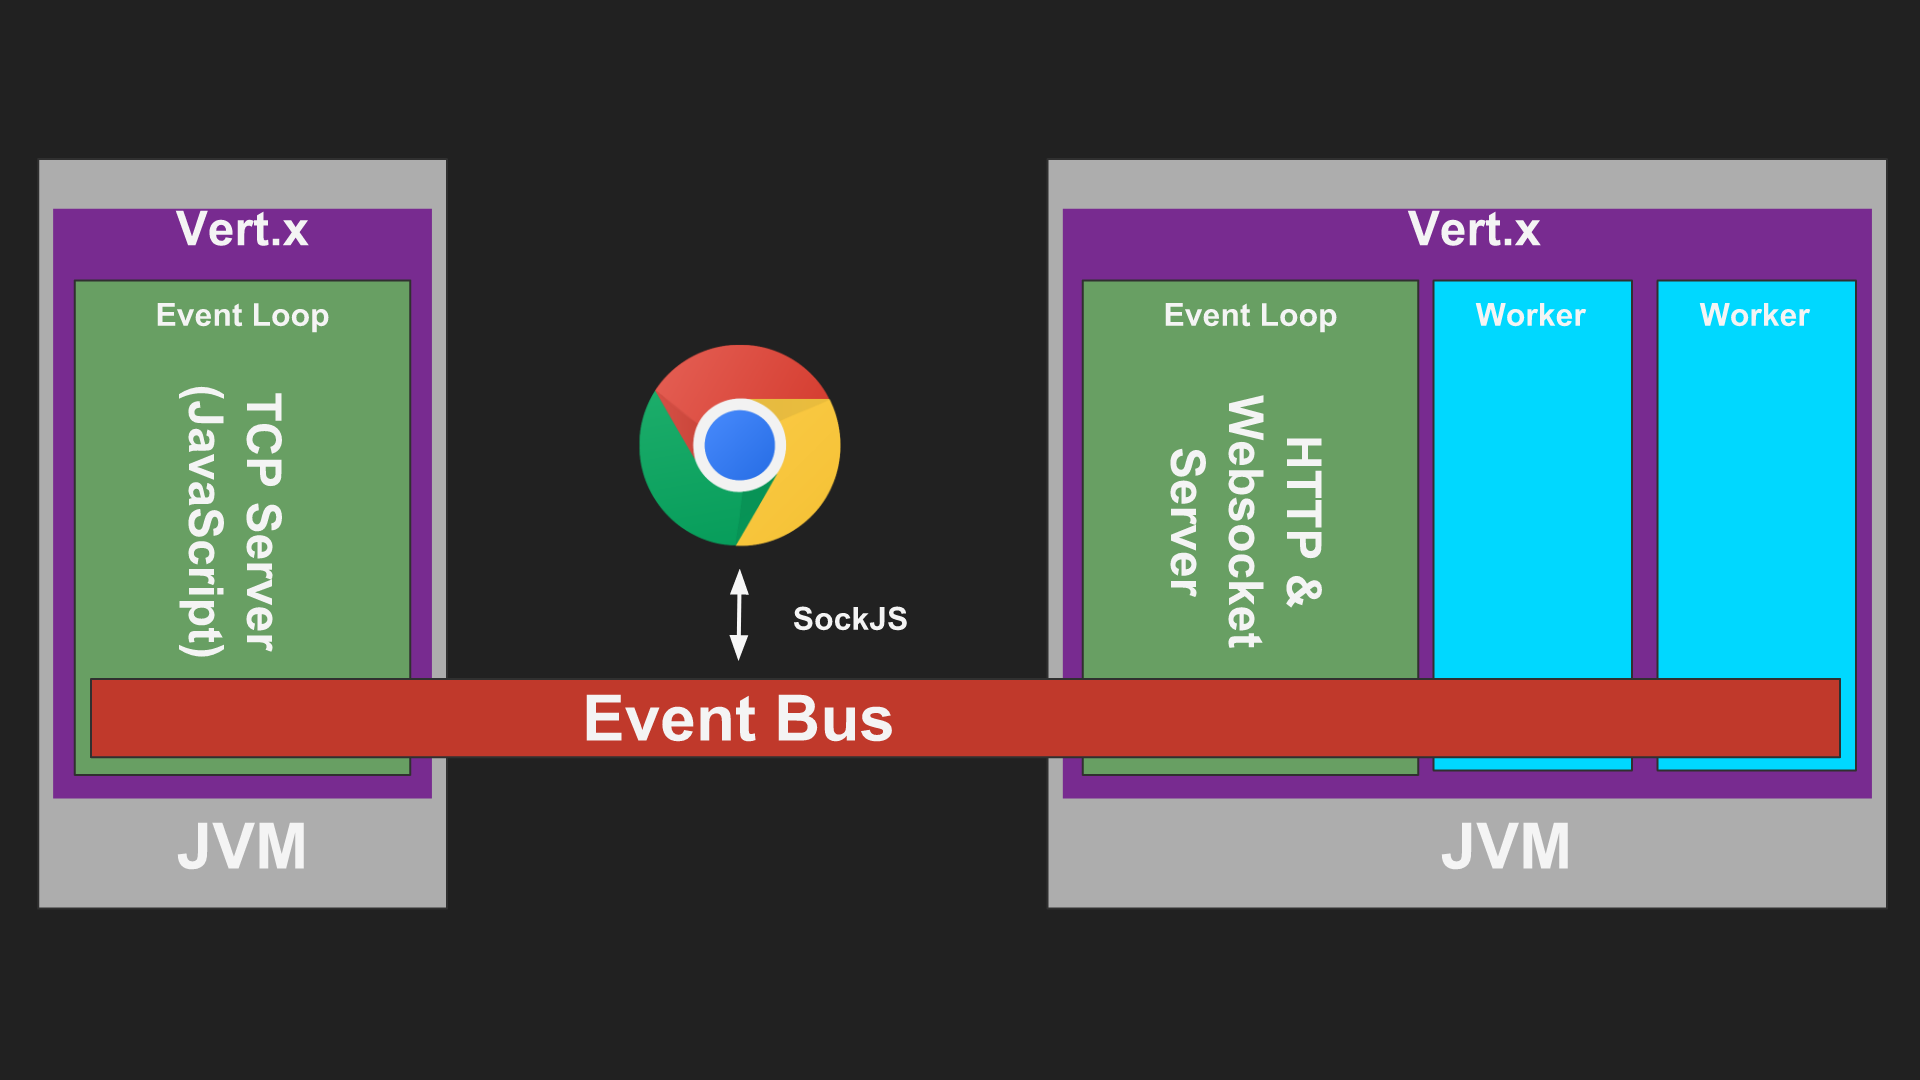 Vert.x
Event Loop
TCP Server
(JavaScript)
JVM
SockJS
Event Bus
Vert.x
Event Loop
HTTP &
Websocket
Server
Worker
Worker
JVM